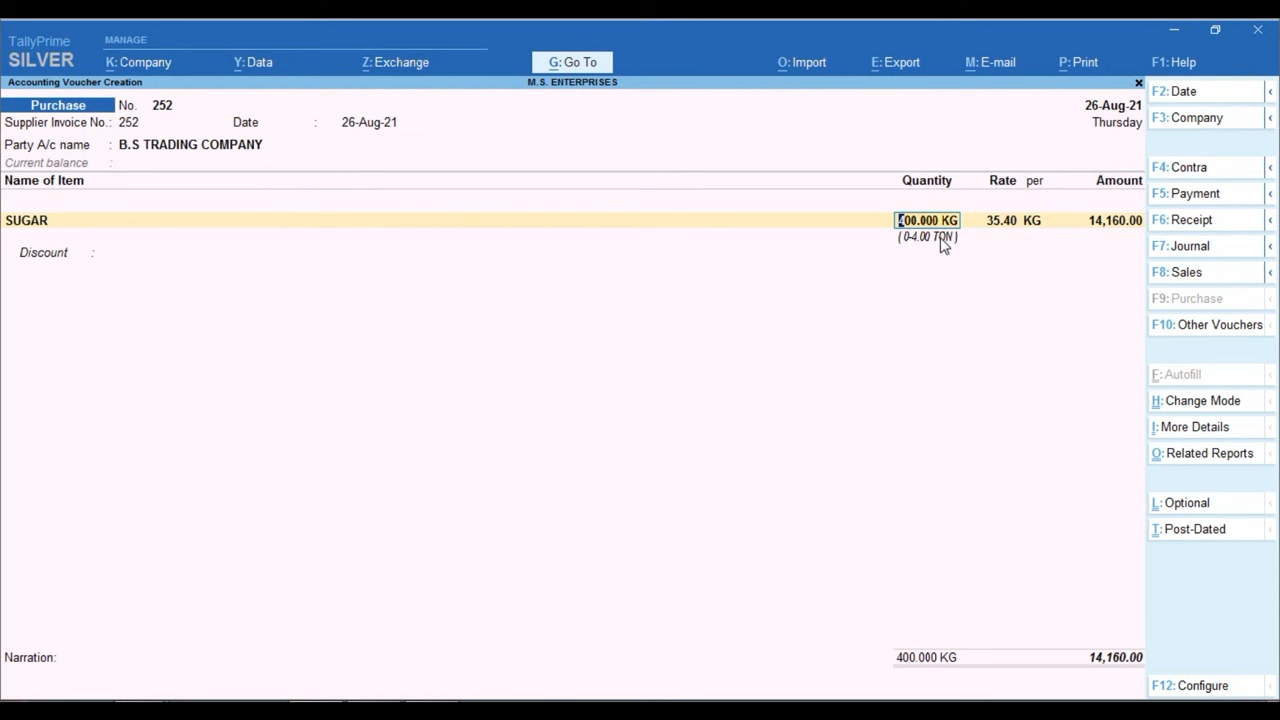 TallyPrime
MANAGE
SILVER
K: Company
Y: Data
Z: Exchange
G: Go To
O: Import
E: Export
M: E-mail
P: Print
F1: Help
Accounting Voucher Creation
M.S. ENTERPRISES
Purchase No. 252
26-Aug-21
Supplier Invoice No.: 252 Date : 26-Aug-21
Thursday
Party A/c name : B.S TRADING COMPANY
Current balance :
Name of Item Quantity Rate per Amount
SUGAR 400.000 KG 35.40 KG 14,160.00
( 0-4.00 TON )
Discount :
Narration: 400.000 KG 14,160.00
F2: Date
F3: Company
F4: Contra
F5: Payment
F6: Receipt
F7: Journal
F8: Sales
F9: Purchase
F10: Other Vouchers
F: Autofill
H: Change Mode
I: More Details
O: Related Reports
L: Optional
T: Post-Dated
F12: Configure